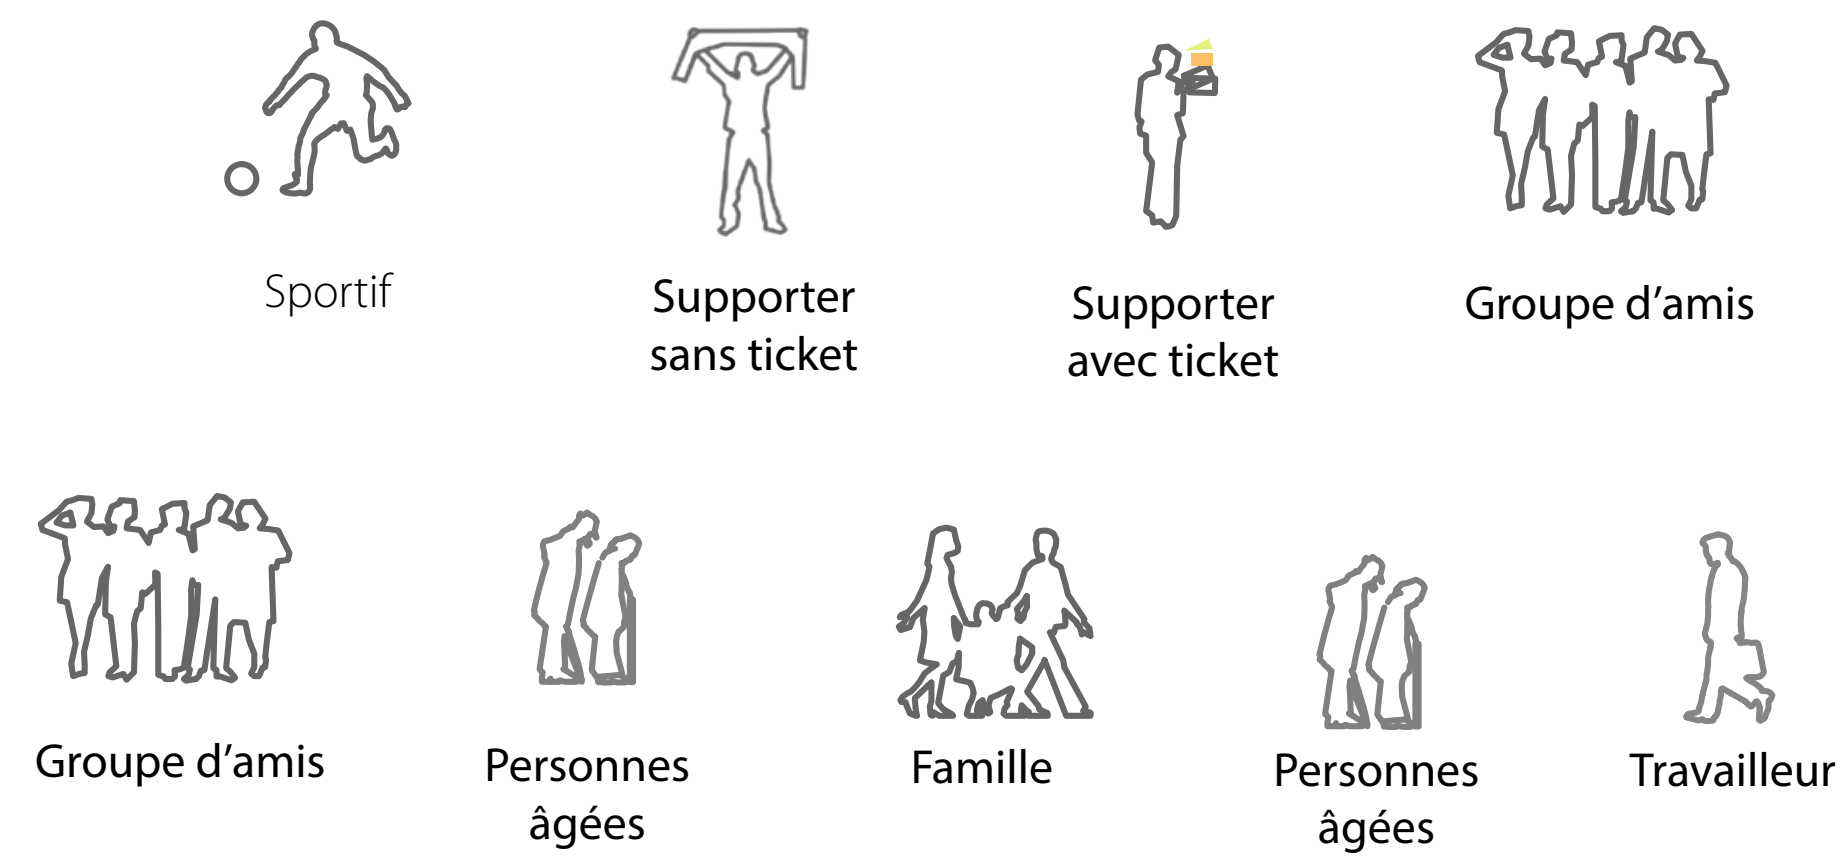 Sportif
Supporter
sans ticket
Supporter
avec ticket
Groupe d’amis
Groupe d’amis
Personnes
âgées
Famille
Personnes
âgées
Travailleur